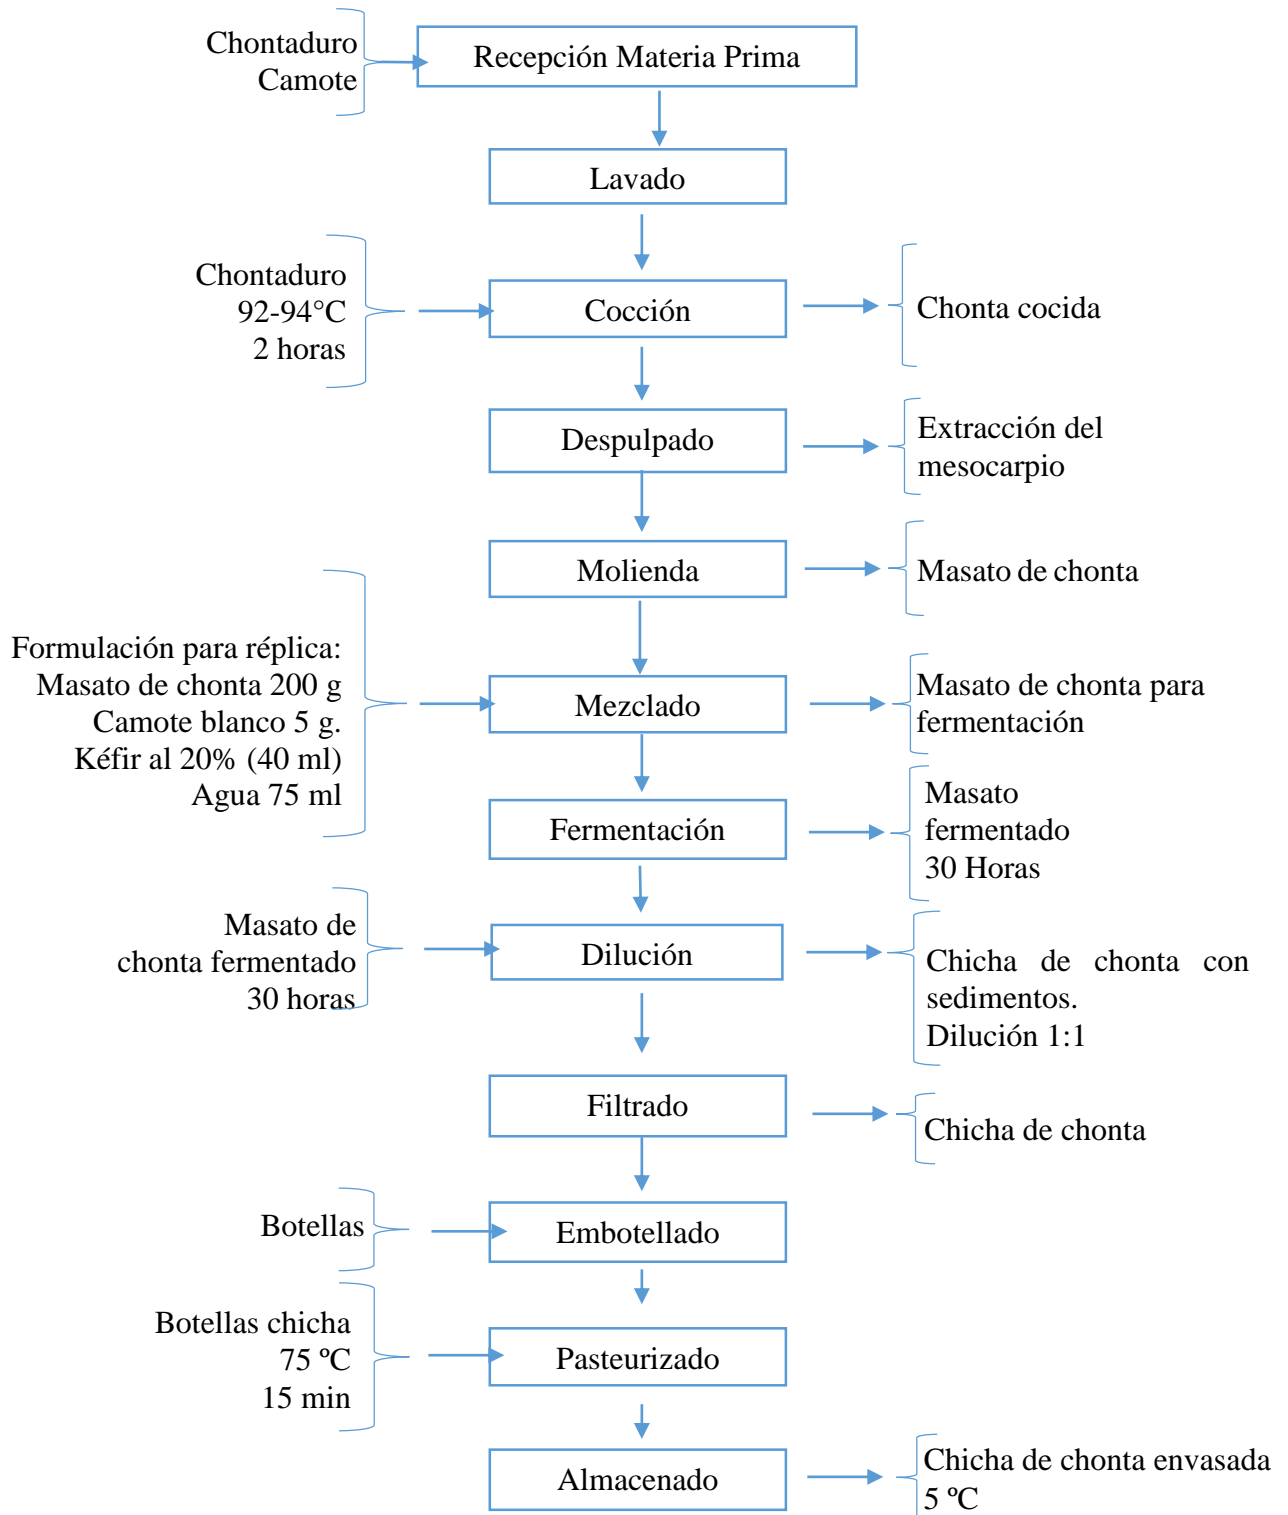 Chontaduro
Camote
Recepción Materia Prima
Lavado
Chontaduro
92-94°C
2 horas
Cocción
Chonta cocida
Despulpado
Extracción del
mesocarpio
Molienda
Masato de chonta
Formulación para réplica:
Masato de chonta 200 g
Camote blanco 5 g.
Kéfir al 20% (40 ml)
Agua 75 ml
Mezclado
Masato de chonta para
fermentación
Fermentación
Masato
fermentado
30 Horas
Masato de
chonta fermentado
30 horas
Dilución
Chicha de chonta con
sedimentos.
Dilución 1:1
Filtrado
Chicha de chonta
Botellas
Embotellado
Botellas chicha
75 ºC
15 min
Pasteurizado
Almacenado
Chicha de chonta envasada
5 ºC